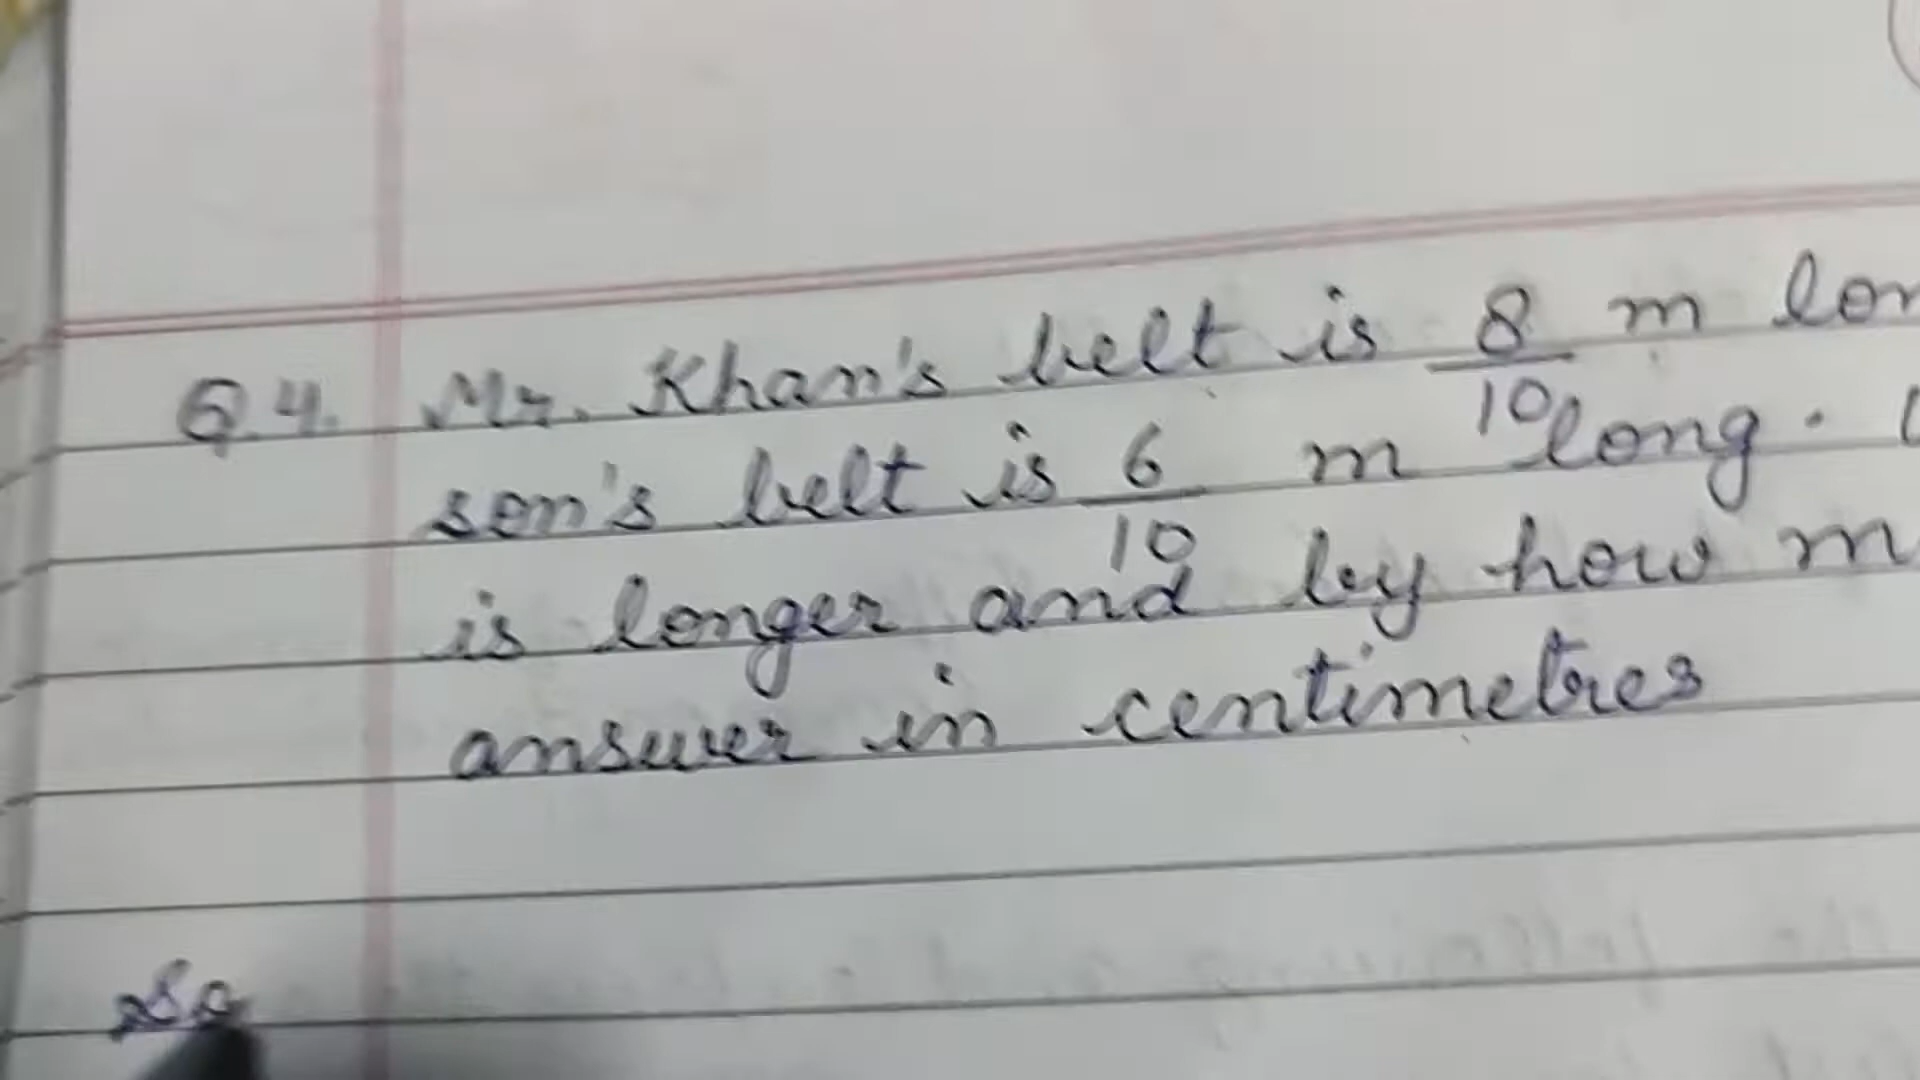 Q.4. Mr. Khan's belt is 8/10 m
son's belt is 6/10 m long.
is longer and by how
answer in centimetres